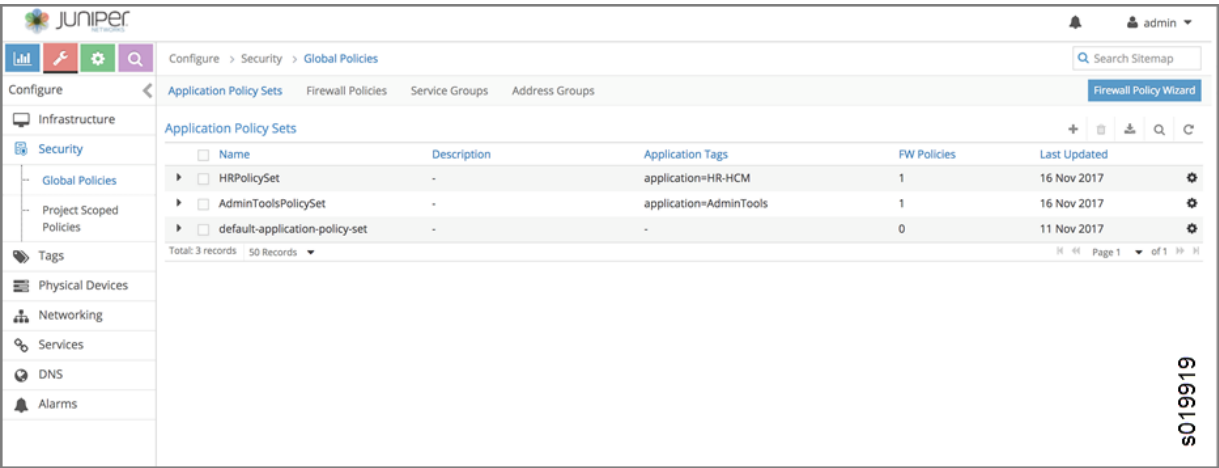 JUNIPER
NETWORKS
admin
Configure > Security > Global Policies
Search Sitemap
Configure
Application Policy Sets Firewall Policies Service Groups Address Groups
Firewall Policy Wizard
Infrastructure
Security
Global Policies
Project Scoped
Policies
Tags
Physical Devices
Networking
Services
DNS
Alarms
Application Policy Sets
Name Description Application Tags FW Policies Last Updated
HRPolicySet - application=HR-HCM 1 16 Nov 2017
AdminToolsPolicySet - application=AdminTools 1 16 Nov 2017
default-application-policy-set - - 0 11 Nov 2017
Total: 3 records 50 Records Page 1 of 1
s019919